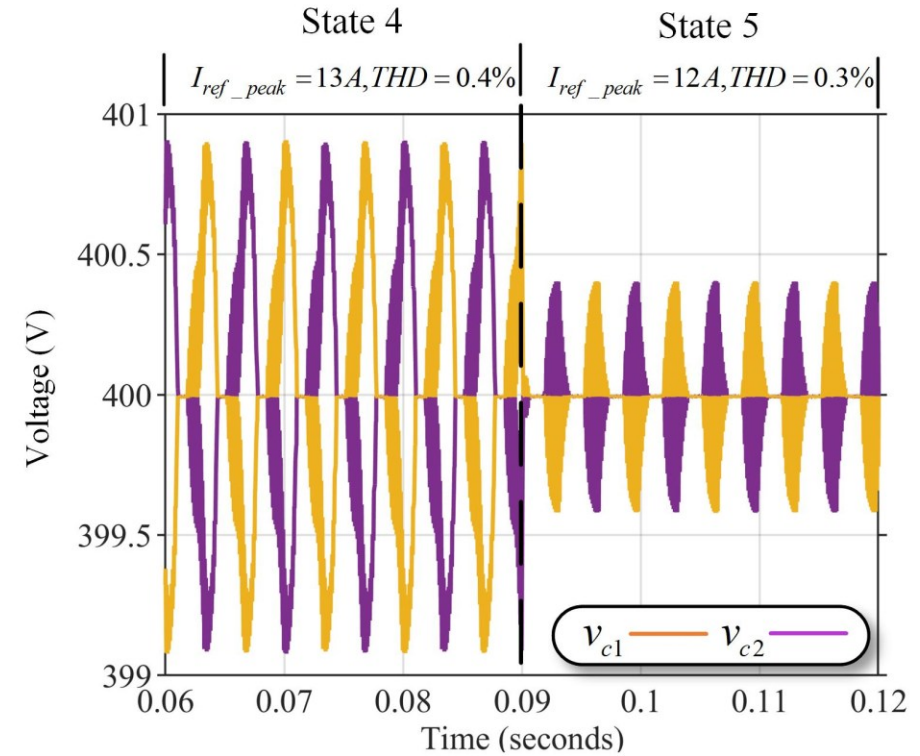 State 4
State 5
I_ref_peak =13A,THD=0.4%
I_ref_peak =12A,THD=0.3%
401
400.5
400
399.5
399
Voltage (V)
v_c1
v_c2
0.06
0.07
0.08
0.09
0.1
0.11
0.12
Time (seconds)